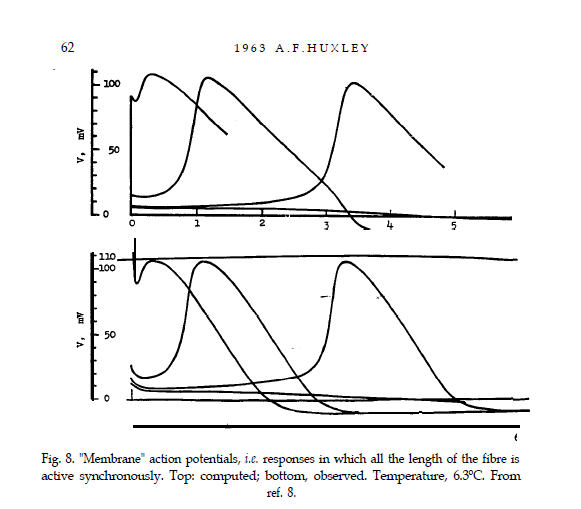 62
1963 A.F.HUXLEY
100
50
0
V, mV
0 1 2 3 4 5
110
100
50
0
V, mV
Fig. 8. "Membrane" action potentials, i.e. responses in which all the length of the fibre is
active synchronously. Top: computed; bottom, observed. Temperature, 6.3ºC. From
ref. 8.